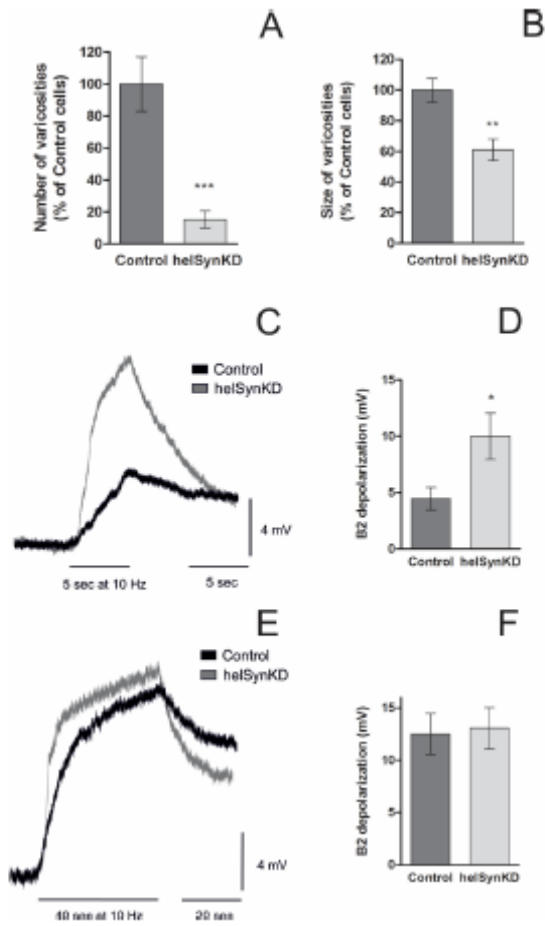 A
Number of varicosities
(% of Control cells)
120
100
80
60
40
20
0
***
Control helSynKD
B
Size of varicosities
(% of Control cells)
120
100
80
60
40
20
0
**
Control helSynKD
C
Control
helSynKD
4 mV
5 sec at 10 Hz
5 sec
D
B2 depolarization (mV)
15
10
5
0
*
Control helSynKD
E
Control
helSynKD
4 mV
40 sec at 10 Hz
20 sec
F
B2 depolarization (mV)
15
10
5
0
Control helSynKD